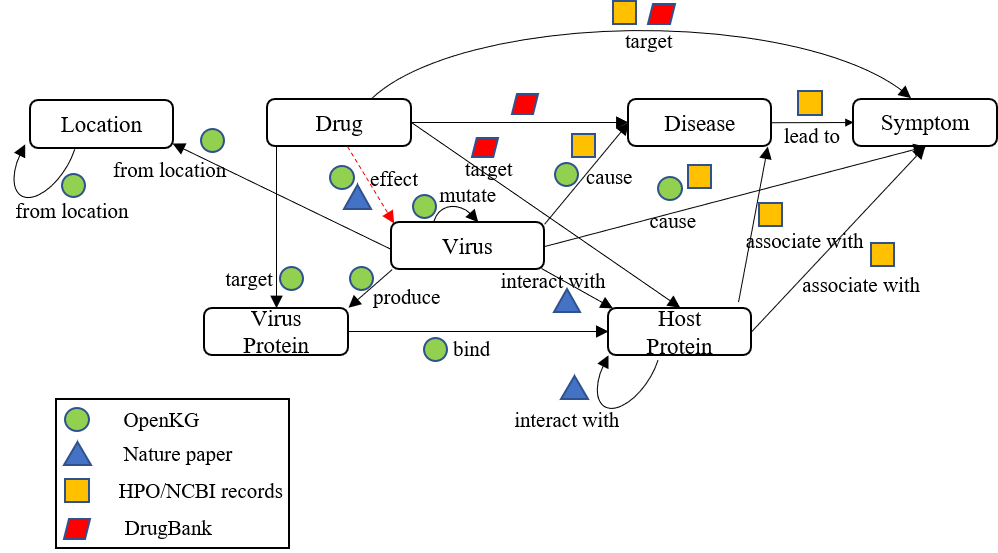 target
Location
Drug
Disease
Symptom
lead to
from location
target
effect
cause
mutate
from location
cause
Virus
associate with
interact with
target
associate with
produce
Virus
Protein
Host
Protein
bind
interact with
OpenKG
Nature paper
HPO/NCBI records
DrugBank